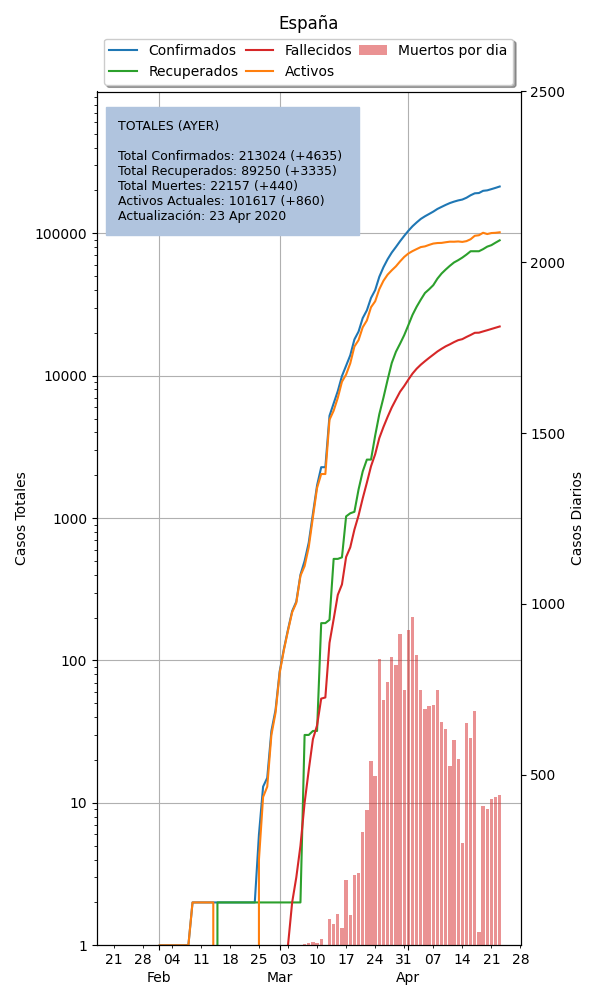 España
Confirmados
Recuperados
Fallecidos
Activos
Muertos por dia
TOTALES (AYER)
Total Confirmados: 213024 (+4635)
Total Recuperados: 89250 (+3335)
Total Muertes: 22157 (+440)
Activos Actuales: 101617 (+860)
Actualización: 23 Apr 2020
Casos Totales
100000
10000
1000
100
10
1
2500
2000
1500
1000
500
Casos Diarios
21 28 04 11 18 25 03 10 17 24 31 07 14 21 28
Feb Mar Apr